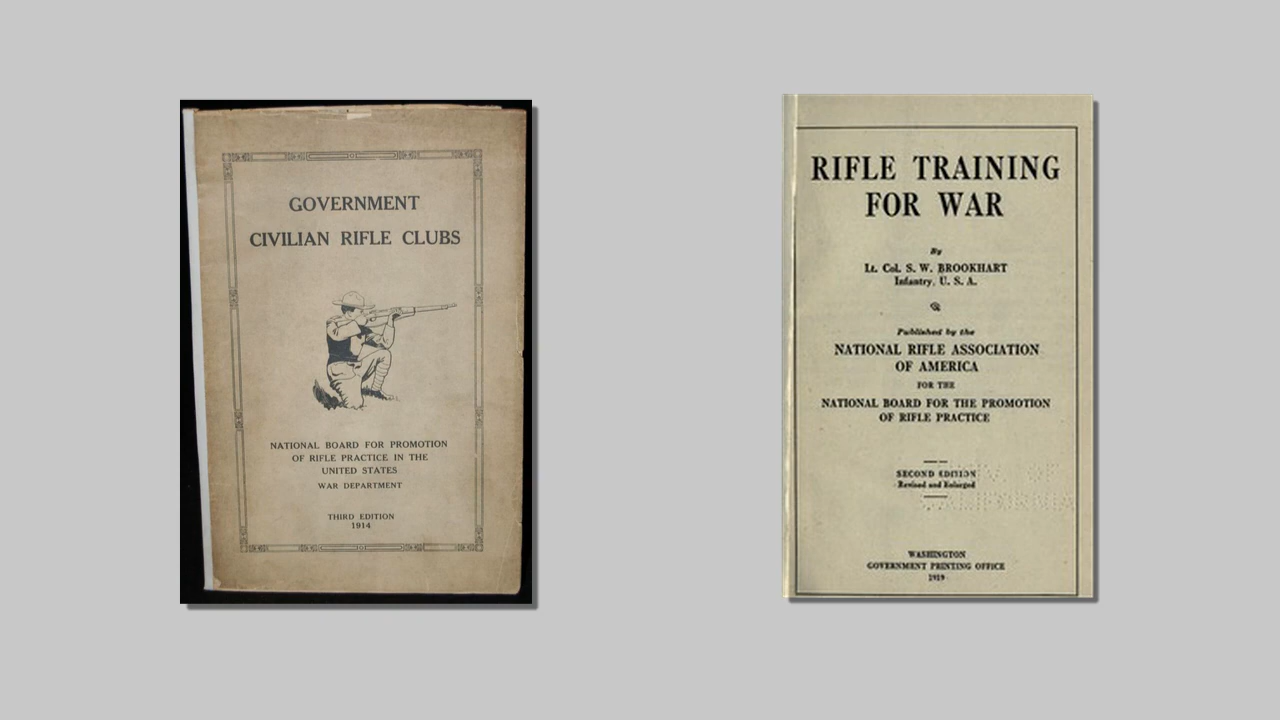 GOVERNMENT
CIVILIAN RIFLE CLUBS
NATIONAL BOARD FOR PROMOTION
OF RIFLE PRACTICE IN THE
UNITED STATES
WAR DEPARTMENT
THIRD EDITION
1914
RIFLE TRAINING
FOR WAR
By
Lt. Col. S. W. BROOKHART
Infantry, U. S. A.
Published by the
NATIONAL RIFLE ASSOCIATION
OF AMERICA
FOR THE
NATIONAL BOARD FOR THE PROMOTION
OF RIFLE PRACTICE
SECOND EDITION
Revised and Enlarged
CALIFORNIA
WASHINGTON
GOVERNMENT PRINTING OFFICE
1919